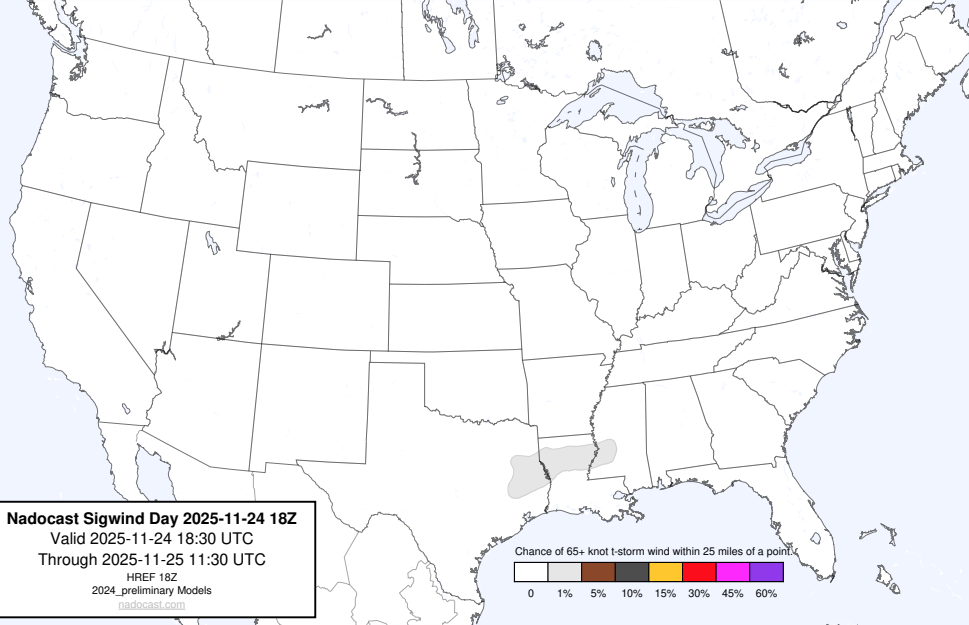 Nadocast Sigwind Day 2025-11-24 18Z
Valid 2025-11-24 18:30 UTC
Through 2025-11-25 11:30 UTC
HREF 18Z
2024_preliminary Models
nadocast.com
Chance of 65+ knot t-storm wind within 25 miles of a point.
0 1% 5% 10% 15% 30% 45% 60%